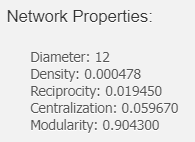 Network Properties:
Diameter: 12
Density: 0.000478
Reciprocity: 0.019450
Centralization: 0.059670
Modularity: 0.904300